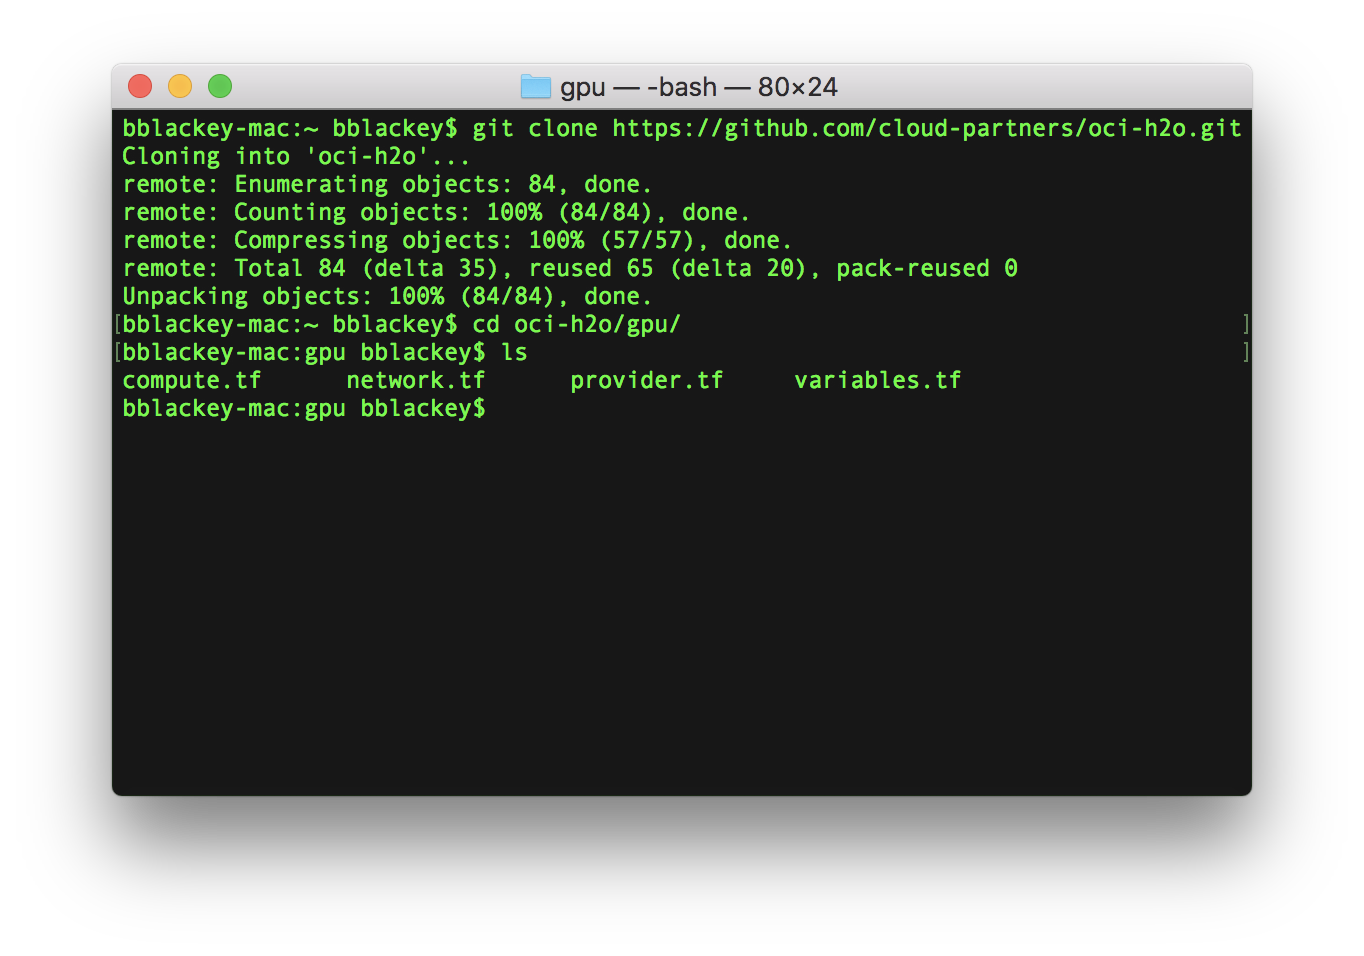 gpu — -bash — 80×24
bblackey-mac:~ bblackey$ git clone https://github.com/cloud-partners/oci-h2o.git
Cloning into 'oci-h2o'...
remote: Enumerating objects: 84, done.
remote: Counting objects: 100% (84/84), done.
remote: Compressing objects: 100% (57/57), done.
remote: Total 84 (delta 35), reused 65 (delta 20), pack-reused 0
Unpacking objects: 100% (84/84), done.
[bblackey-mac:~ bblackey$ cd oci-h2o/gpu/ ]
[bblackey-mac:gpu bblackey$ ls ]
compute.tf      network.tf      provider.tf     variables.tf
bblackey-mac:gpu bblackey$